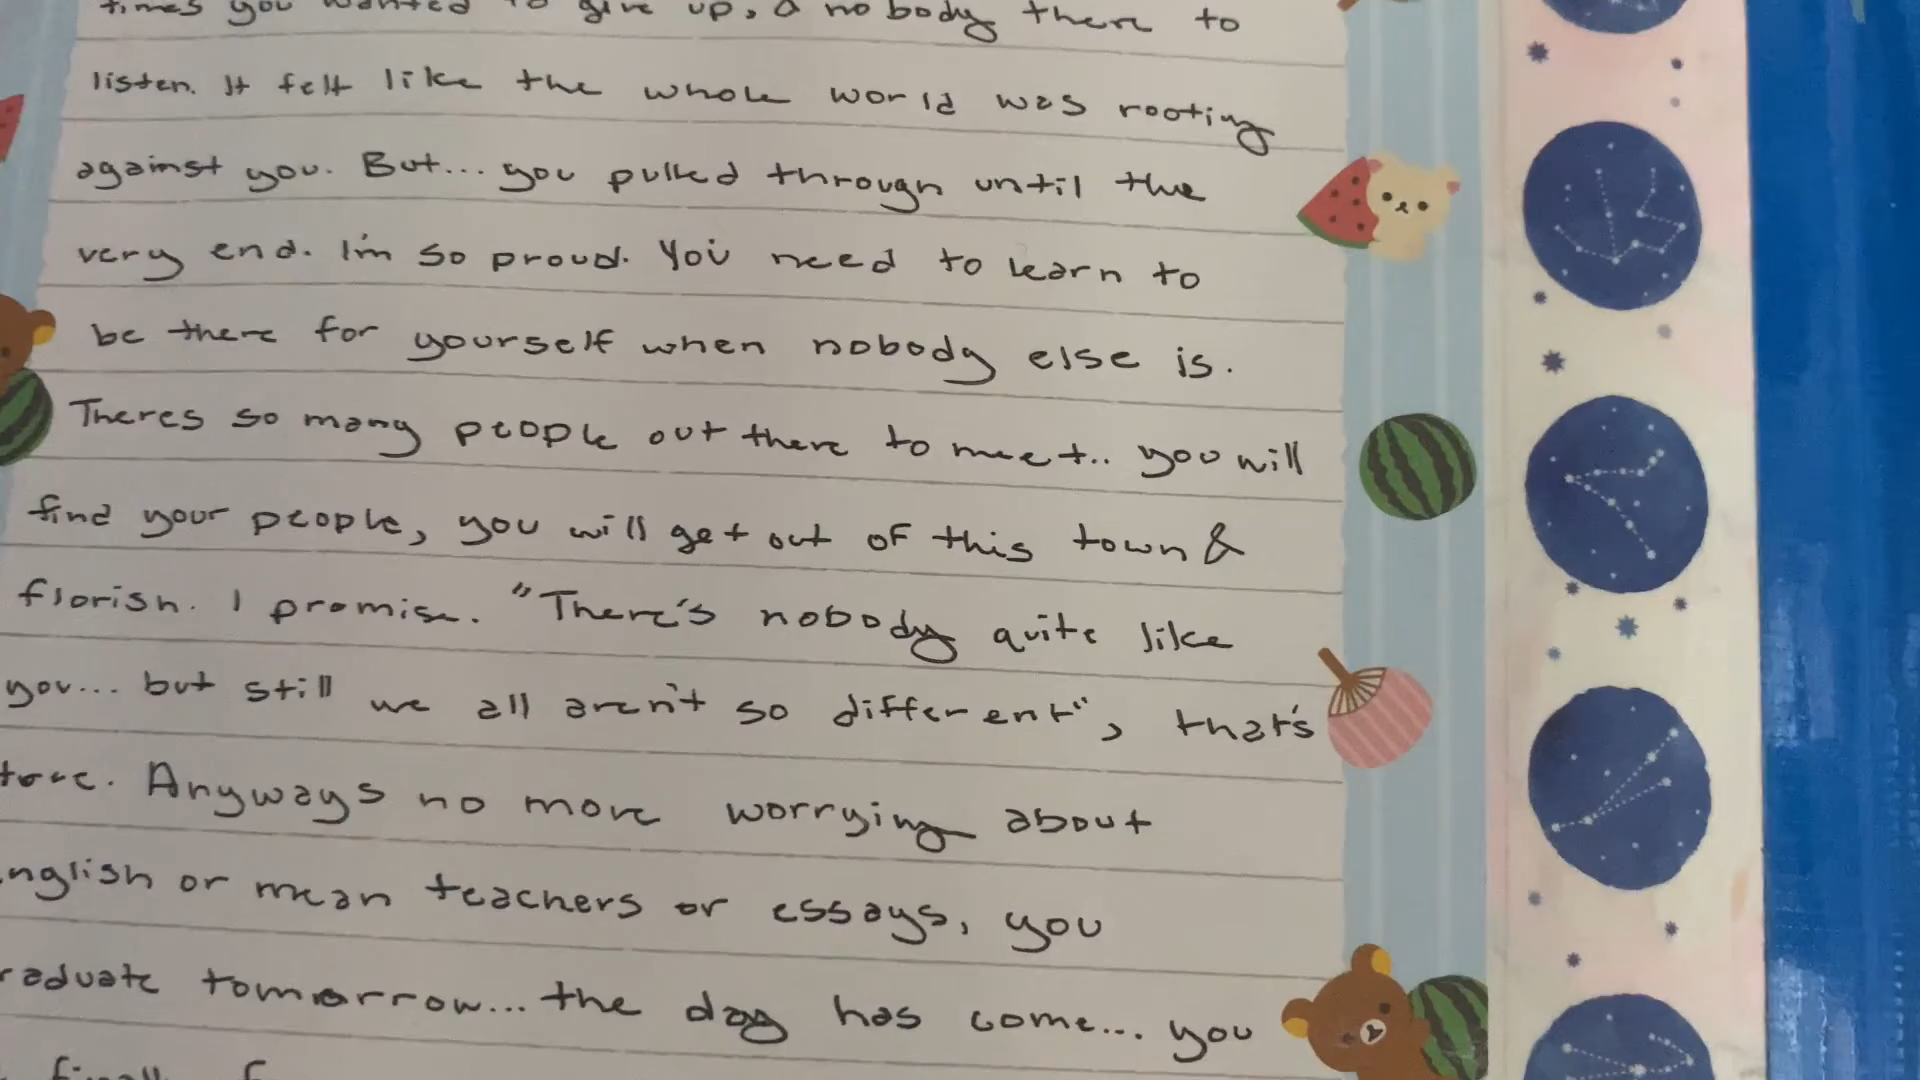 times you wanted to give up, & nobody there to
listen. It felt like the whole world was rooting
against you. But... you pulled through until the
very end. I'm so proud. You need to learn to
be there for yourself when nobody else is.
Theres so many people out there to meet.. you will
find your people, you will get out of this town &
florish. I promise. "There's nobody quite like
you... but still we all aren't so different", that's
true. Anyways no more worrying about
nglish or mean teachers or essays, you
raduate tomorrow... the day has come... you
finally